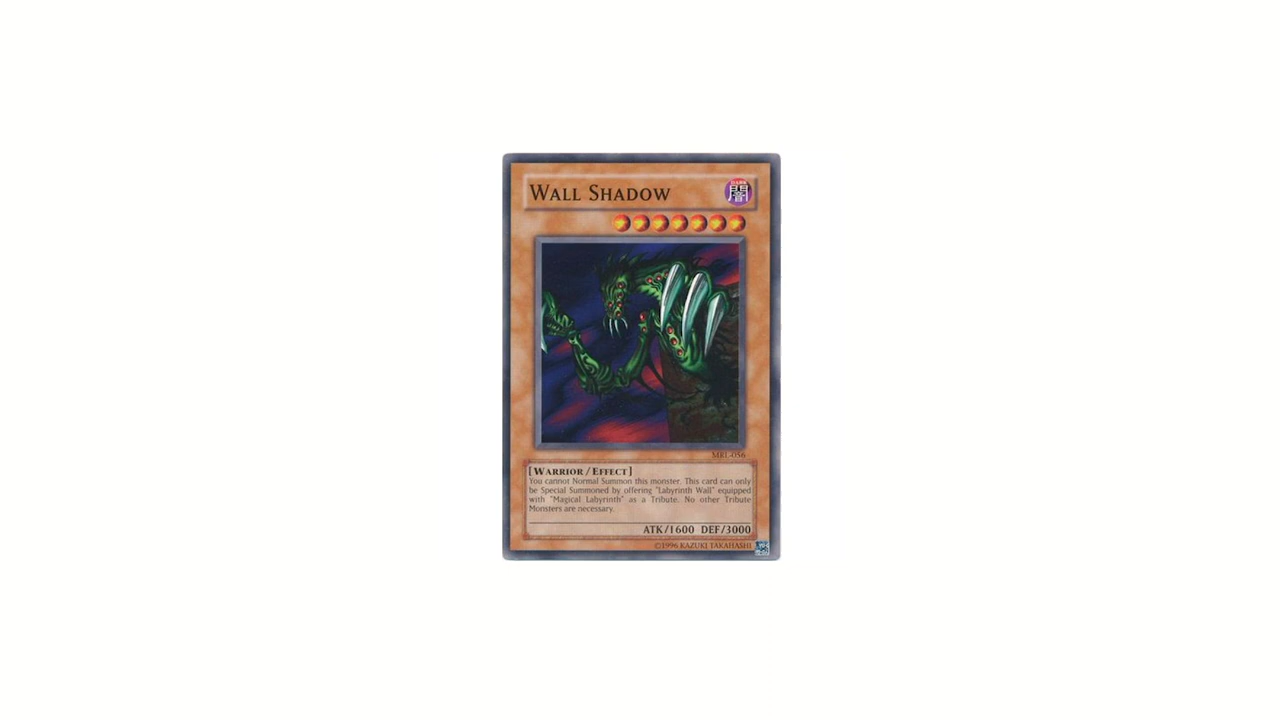 WALL SHADOW
闇
MRL-056
[WARRIOR/EFFECT]
You cannot Normal Summon this monster. This card can only
be Special Summoned by offering "Labyrinth Wall" equipped
with "Magical Labyrinth" as a Tribute. No other Tribute
Monsters are necessary.
ATK/1600 DEF/3000
©1996 KAZUKI TAKAHASHI